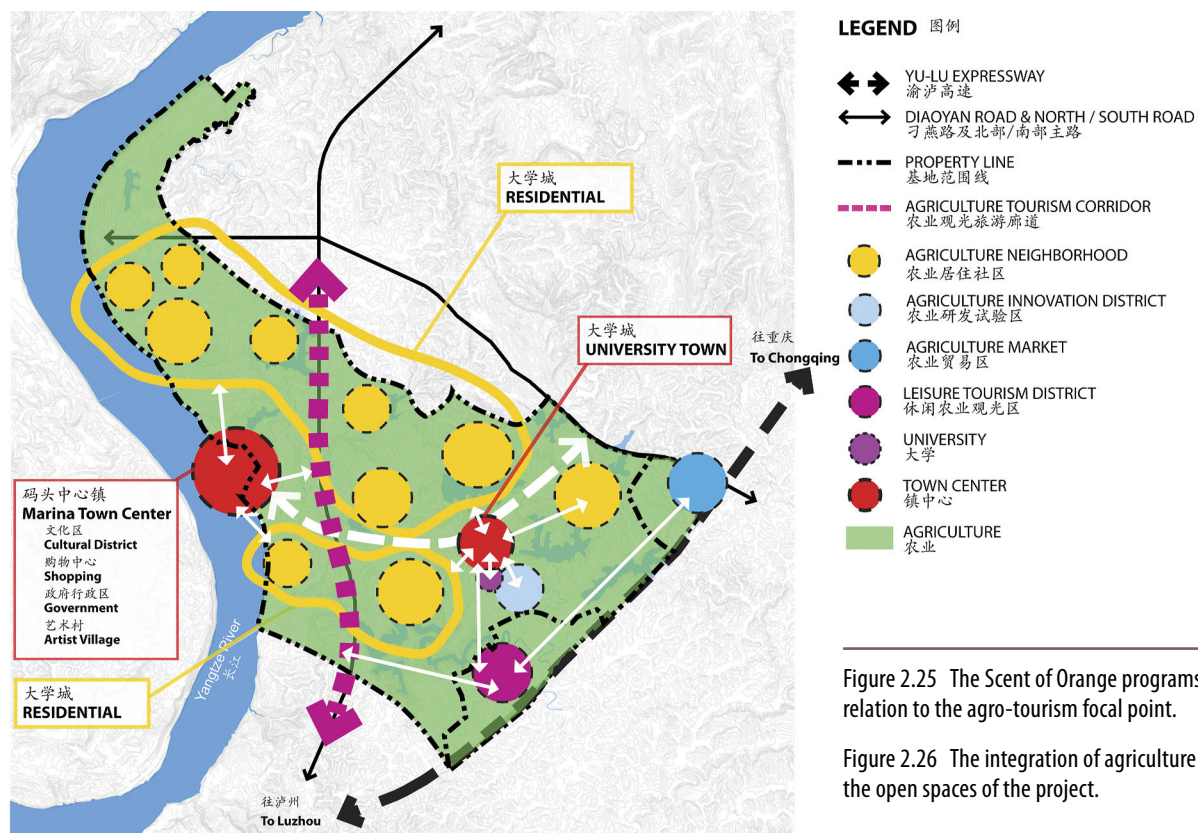 大学城
RESIDENTIAL
大学城
UNIVERSITY TOWN
往重庆
To Chongqing
码头中心镇
Marina Town Center
文化区
Cultural District
购物中心
Shopping
政府行政区
Government
艺术村
Artist Village
Yangtze River
长江
大学城
RESIDENTIAL
往泸州
To Luzhou
LEGEND 图例
YU-LU EXPRESSWAY
渝泸高速
DIAOYAN ROAD & NORTH / SOUTH ROAD
刁燕路及北部/南部主路
PROPERTY LINE
基地范围线
AGRICULTURE TOURISM CORRIDOR
农业观光旅游廊道
AGRICULTURE NEIGHBORHOOD
农业居住社区
AGRICULTURE INNOVATION DISTRICT
农业研发试验区
AGRICULTURE MARKET
农业贸易区
LEISURE TOURISM DISTRICT
休闲农业观光区
UNIVERSITY
大学
TOWN CENTER
镇中心
AGRICULTURE
农业
Figure 2.25 The Scent of Orange programs
relation to the agro-tourism focal point.
Figure 2.26 The integration of agriculture
the open spaces of the project.